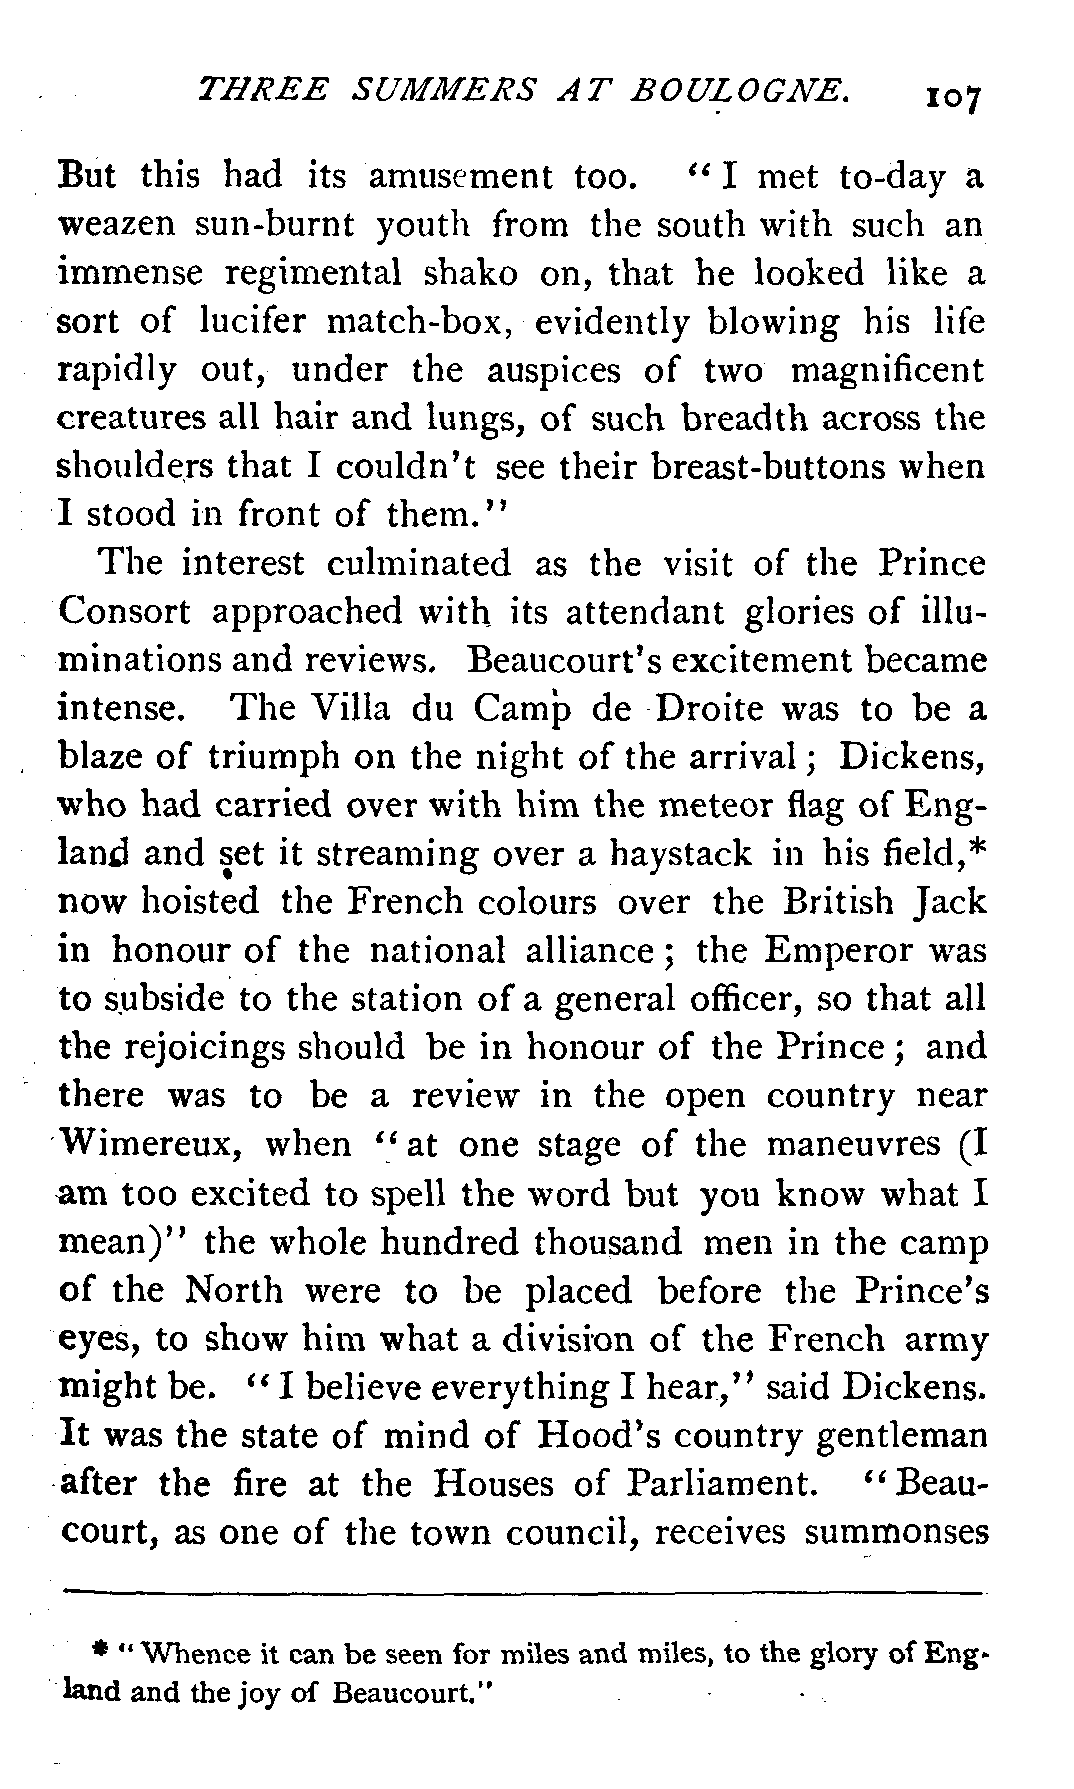 THREE SUMMERS AT BOULOGNE. 107
But this had its amusement too. "I met to-day a
weazen sun-burnt youth from the south with such an
immense regimental shako on, that he looked like a
sort of lucifer match-box, evidently blowing his life
rapidly out, under the auspices of two magnificent
creatures all hair and lungs, of such breadth across the
shoulders that I couldn't see their breast-buttons when
I stood in front of them."
The interest culminated as the visit of the Prince
Consort approached with its attendant glories of illu-
minations and reviews. Beaucourt's excitement became
intense. The Villa du Camp de Droite was to be a
blaze of triumph on the night of the arrival; Dickens,
who had carried over with him the meteor flag of Eng-
land and set it streaming over a haystack in his field,*
now hoisted the French colours over the British Jack
in honour of the national alliance; the Emperor was
to subside to the station of a general officer, so that all
the rejoicings should be in honour of the Prince; and
there was to be a review in the open country near
Wimereux, when "at one stage of the maneuvres (I
am too excited to spell the word but you know what I
mean)" the whole hundred thousand men in the camp
of the North were to be placed before the Prince's
eyes, to show him what a division of the French army
might be. "I believe everything I hear," said Dickens.
It was the state of mind of Hood's country gentleman
after the fire at the Houses of Parliament. "Beau-
court, as one of the town council, receives summonses
* "Whence it can be seen for miles and miles, to the glory of Eng-
land and the joy of Beaucourt."